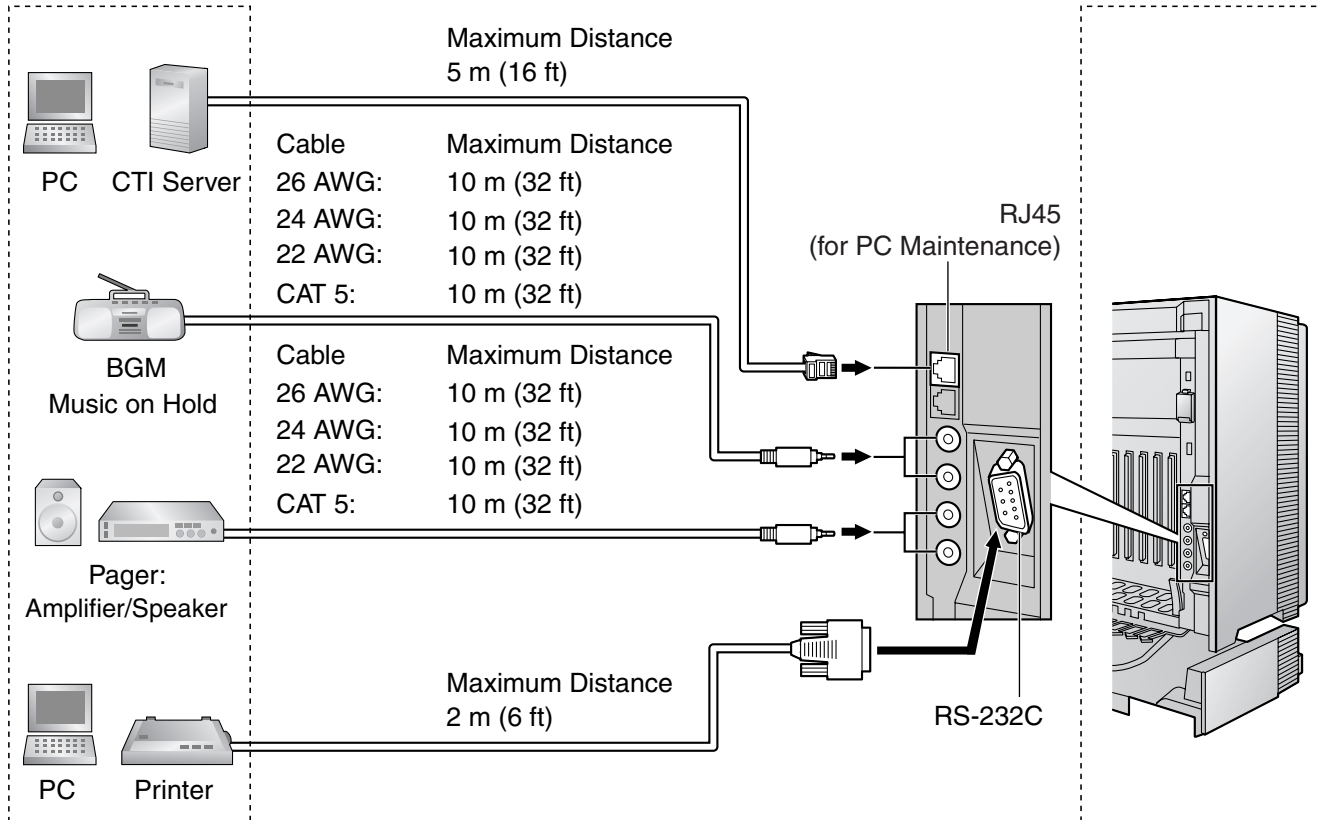 Maximum Distance
5 m (16 ft)
PC CTI Server
Cable Maximum Distance
26 AWG: 10 m (32 ft)
24 AWG: 10 m (32 ft)
22 AWG: 10 m (32 ft)
CAT 5: 10 m (32 ft)
RJ45
(for PC Maintenance)
BGM
Music on Hold
Cable Maximum Distance
26 AWG: 10 m (32 ft)
24 AWG: 10 m (32 ft)
22 AWG: 10 m (32 ft)
CAT 5: 10 m (32 ft)
Pager:
Amplifier/Speaker
Maximum Distance
2 m (6 ft)
RS-232C
PC Printer